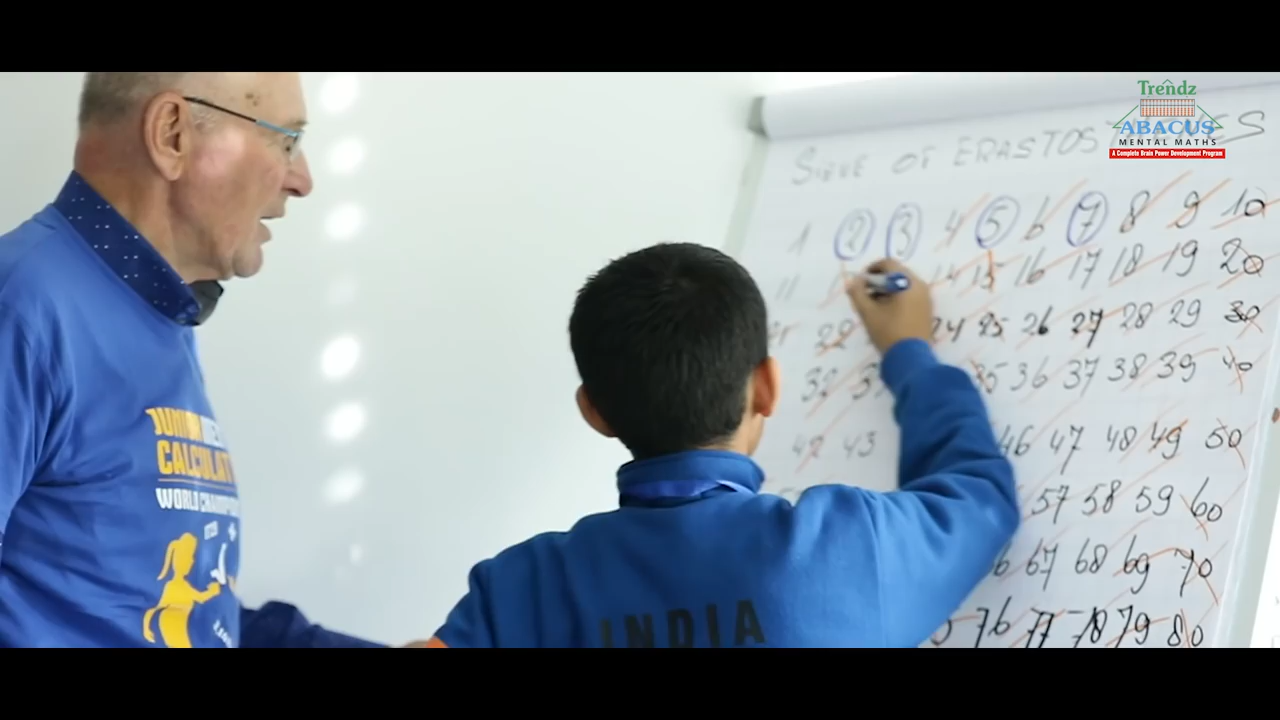 Trendz
ABACUS
MENTAL MATHS
A Complete Brain Power Development Program
SIEVE OF ERASTOS
1 2 3 4 5 6 7 8 9 10
11 14 15 16 17 18 19 20
22 24 25 26 27 28 29 30
32 35 36 37 38 39 40
42 43 46 47 48 49 50
57 58 59 60
67 68 69 70
76 77 78 79 80
JUNIOR
CALCULAT
WORLD CHAMPION
INDIA